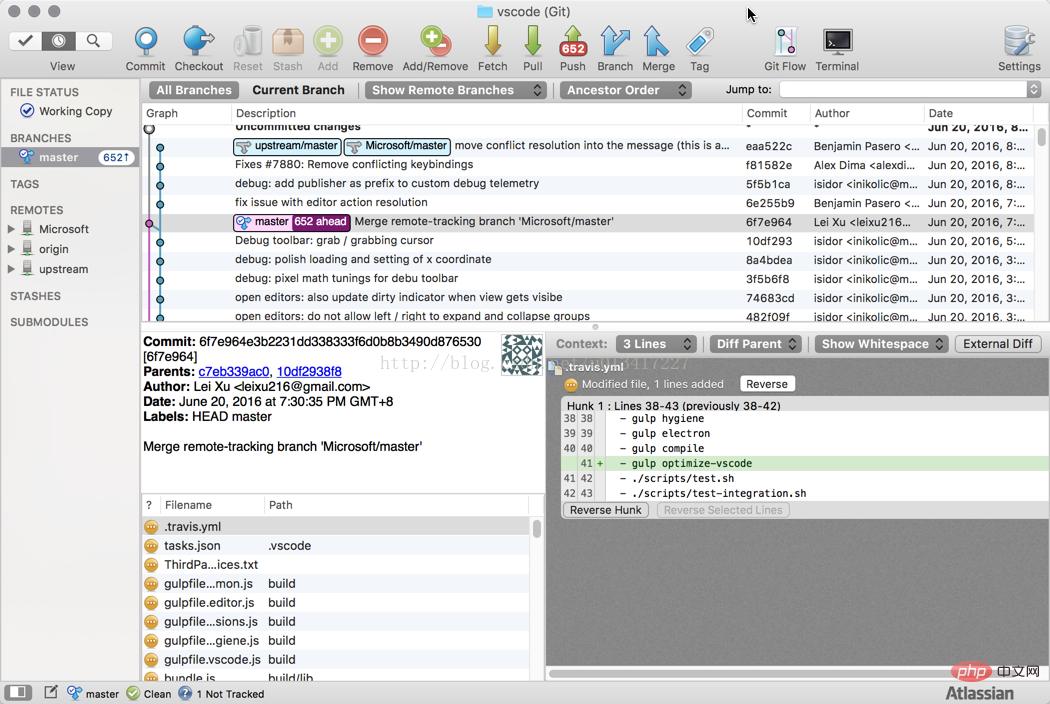 vscode (Git)
View Commit Checkout Reset Stash Add Remove Add/Remove Fetch Pull 652 Push Branch Merge Tag Git Flow Terminal Settings
FILE STATUS
Working Copy
BRANCHES
master 652↑
TAGS
REMOTES
Microsoft
origin
upstream
STASHES
SUBMODULES
All Branches Current Branch Show Remote Branches Ancestor Order Jump to:
Graph Description Commit Author Date
Uncommitted changes * * Jun 20, 2016, 8...
upstream/master Microsoft/master move conflict resolution into the message (this is a... eaa522c Benjamin Pasero <... Jun 20, 2016, 8:...
Fixes #7880: Remove conflicting keybindings f81582e Alex Dima <alexdi... Jun 20, 2016, 8:...
debug: add publisher as prefix to custom debug telemetry 5f5b1ca isidor <inikolic@m... Jun 20, 2016, 8:...
fix issue with editor action resolution 6e255b9 Benjamin Pasero <... Jun 20, 2016, 7:...
master 652 ahead Merge remote-tracking branch 'Microsoft/master' 6f7e964 Lei Xu <leixu216... Jun 20, 2016, 7:...
Debug toolbar: grab / grabbing cursor 10df293 isidor <inikolic@m... Jun 20, 2016, 5:...
debug: polish loading and setting of x coordinate 8a4bdea isidor <inikolic@m... Jun 20, 2016, 3:...
debug: pixel math tunings for debu toolbar 3f5b6f8 isidor <inikolic@m... Jun 20, 2016, 3:...
open editors: also update dirty indicator when view gets visibe 74683cd isidor <inikolic@m... Jun 20, 2016, 3:...
open editors: do not allow left / right to expand and collapse groups 482f09f isidor <inikolic@m... Jun 20, 2016, 3:...
Commit: 6f7e964e3b2231dd338333f6d0b8b3490d876530
[6f7e964]
Parents: c7eb339ac0, 10df2938f8
Author: Lei Xu <leixu216@gmail.com>
Date: June 20, 2016 at 7:30:35 PM GMT+8
Labels: HEAD master
Merge remote-tracking branch 'Microsoft/master'
? Filename Path
.travis.yml
tasks.json .vscode
ThirdPa...ices.txt
gulpfile...mon.js build
gulpfile.editor.js build
gulpfile...sions.js build
gulpfile...giene.js build
gulpfile.vscode.js build
bundle.js build/lib
Context: 3 Lines Diff Parent Show Whitespace External Diff
.travis.yml
Modified file, 1 lines added Reverse
Hunk 1 : Lines 38-43 (previously 38-42)
38 38 - gulp hygiene
39 39 - gulp electron
40 40 - gulp compile
41 + - gulp optimize-vscode
41 42 - ./scripts/test.sh
42 43 - ./scripts/test-integration.sh
Reverse Hunk Reverse Selected Lines
master Clean ? 1 Not Tracked
php 中文网
Atlassian